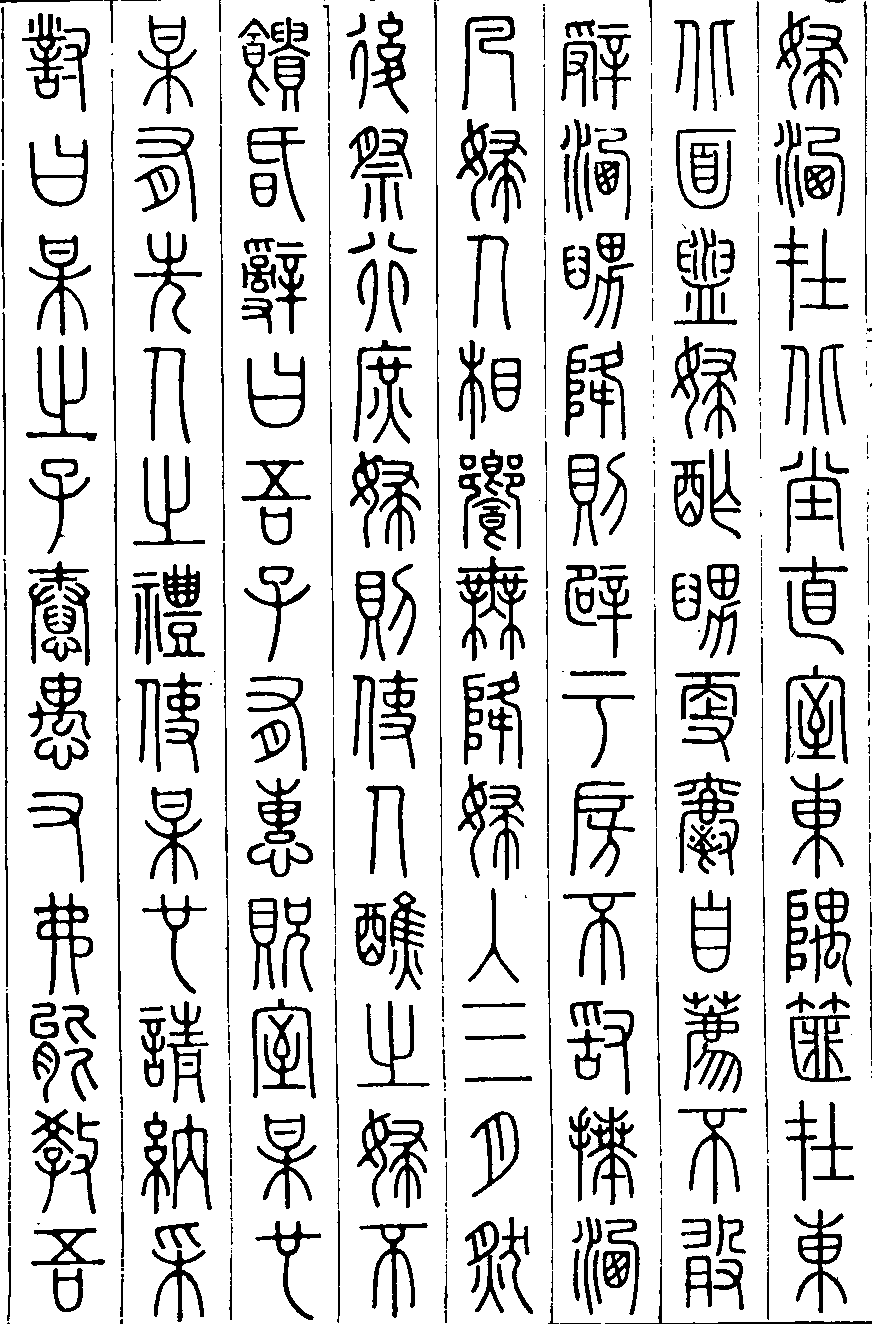 婦洗在北堂直室東隅篚在東
北面盥婦酢舅更爵自薦不敢
辭洗舅降則辟于房不敢拜洗
凡婦人相饗無降婦入三月然
後祭行庶婦則使人醮之婦不
饋昏辭曰吾子有惠貺室某也
某有先人之禮使某也請納采
對曰某之子惷愚又弗能教吾